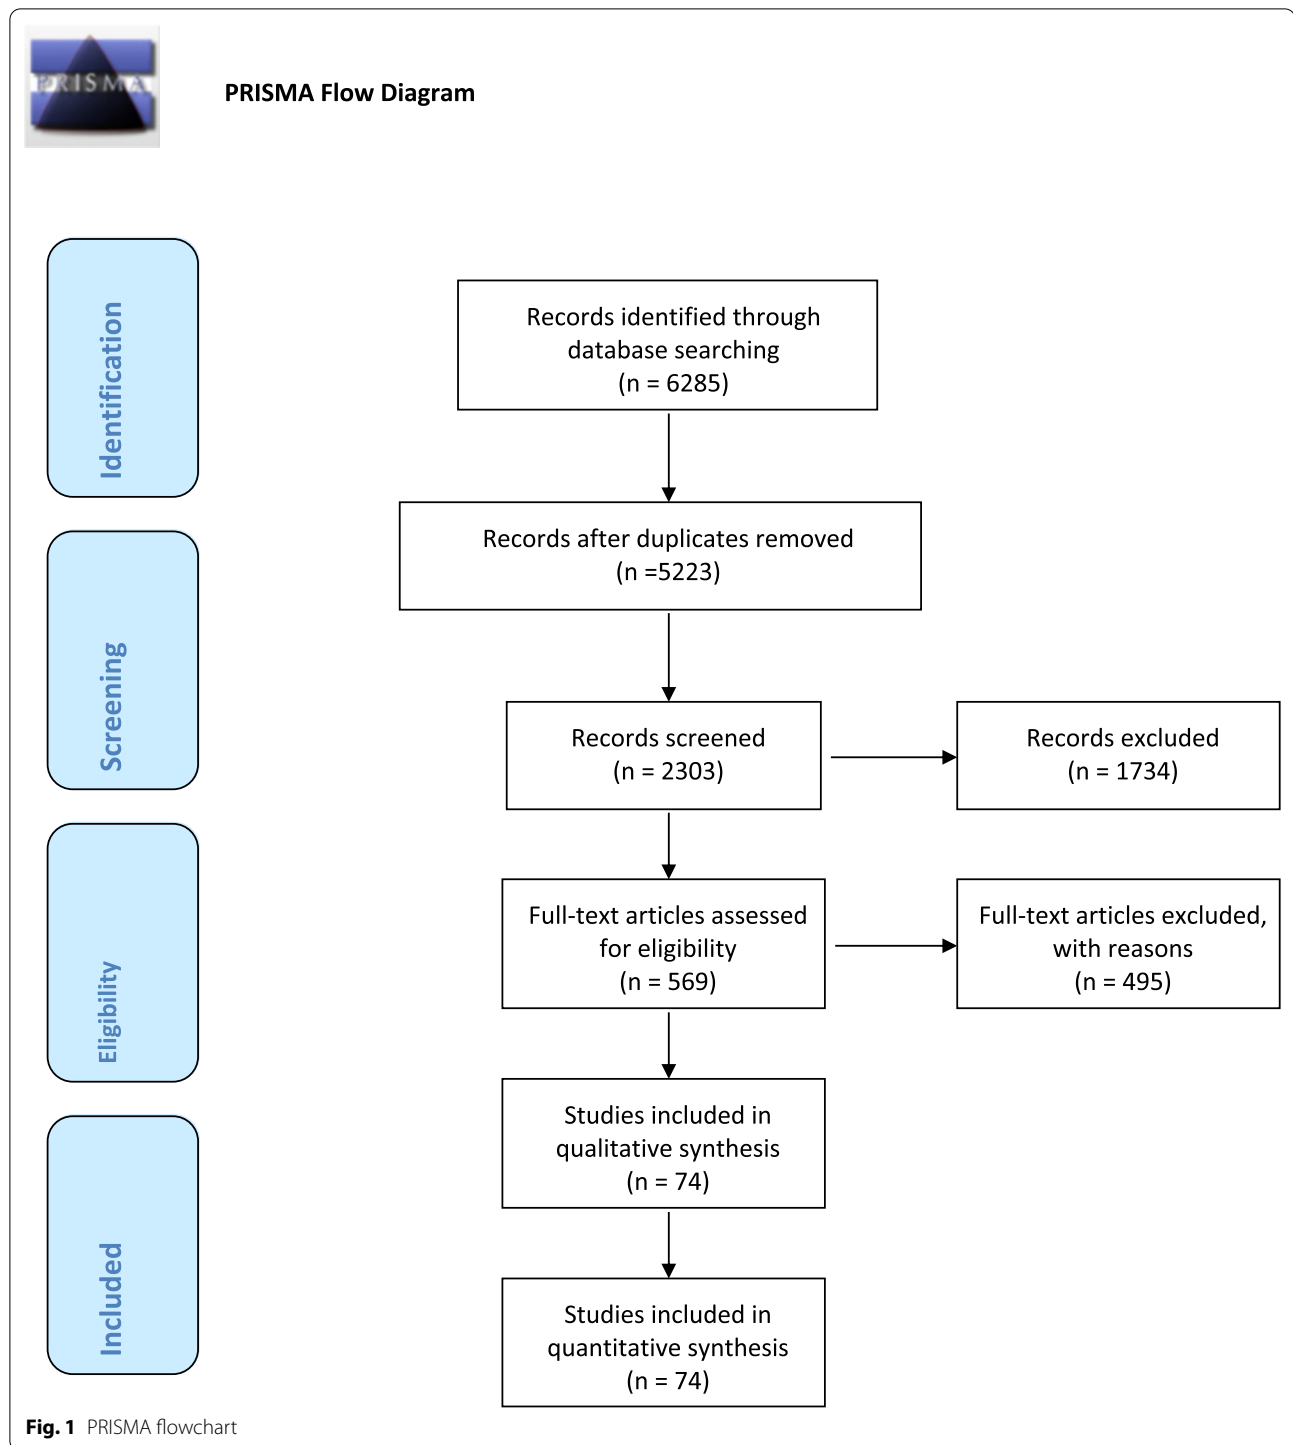 PRISMA
PRISMA Flow Diagram
Identification
Records identified through
database searching
(n = 6285)
Records after duplicates removed
(n =5223)
Screening
Records screened
(n = 2303)
Records excluded
(n = 1734)
Eligibility
Full-text articles assessed
for eligibility
(n = 569)
Full-text articles excluded,
with reasons
(n = 495)
Included
Studies included in
qualitative synthesis
(n = 74)
Studies included in
quantitative synthesis
(n = 74)
Fig. 1 PRISMA flowchart